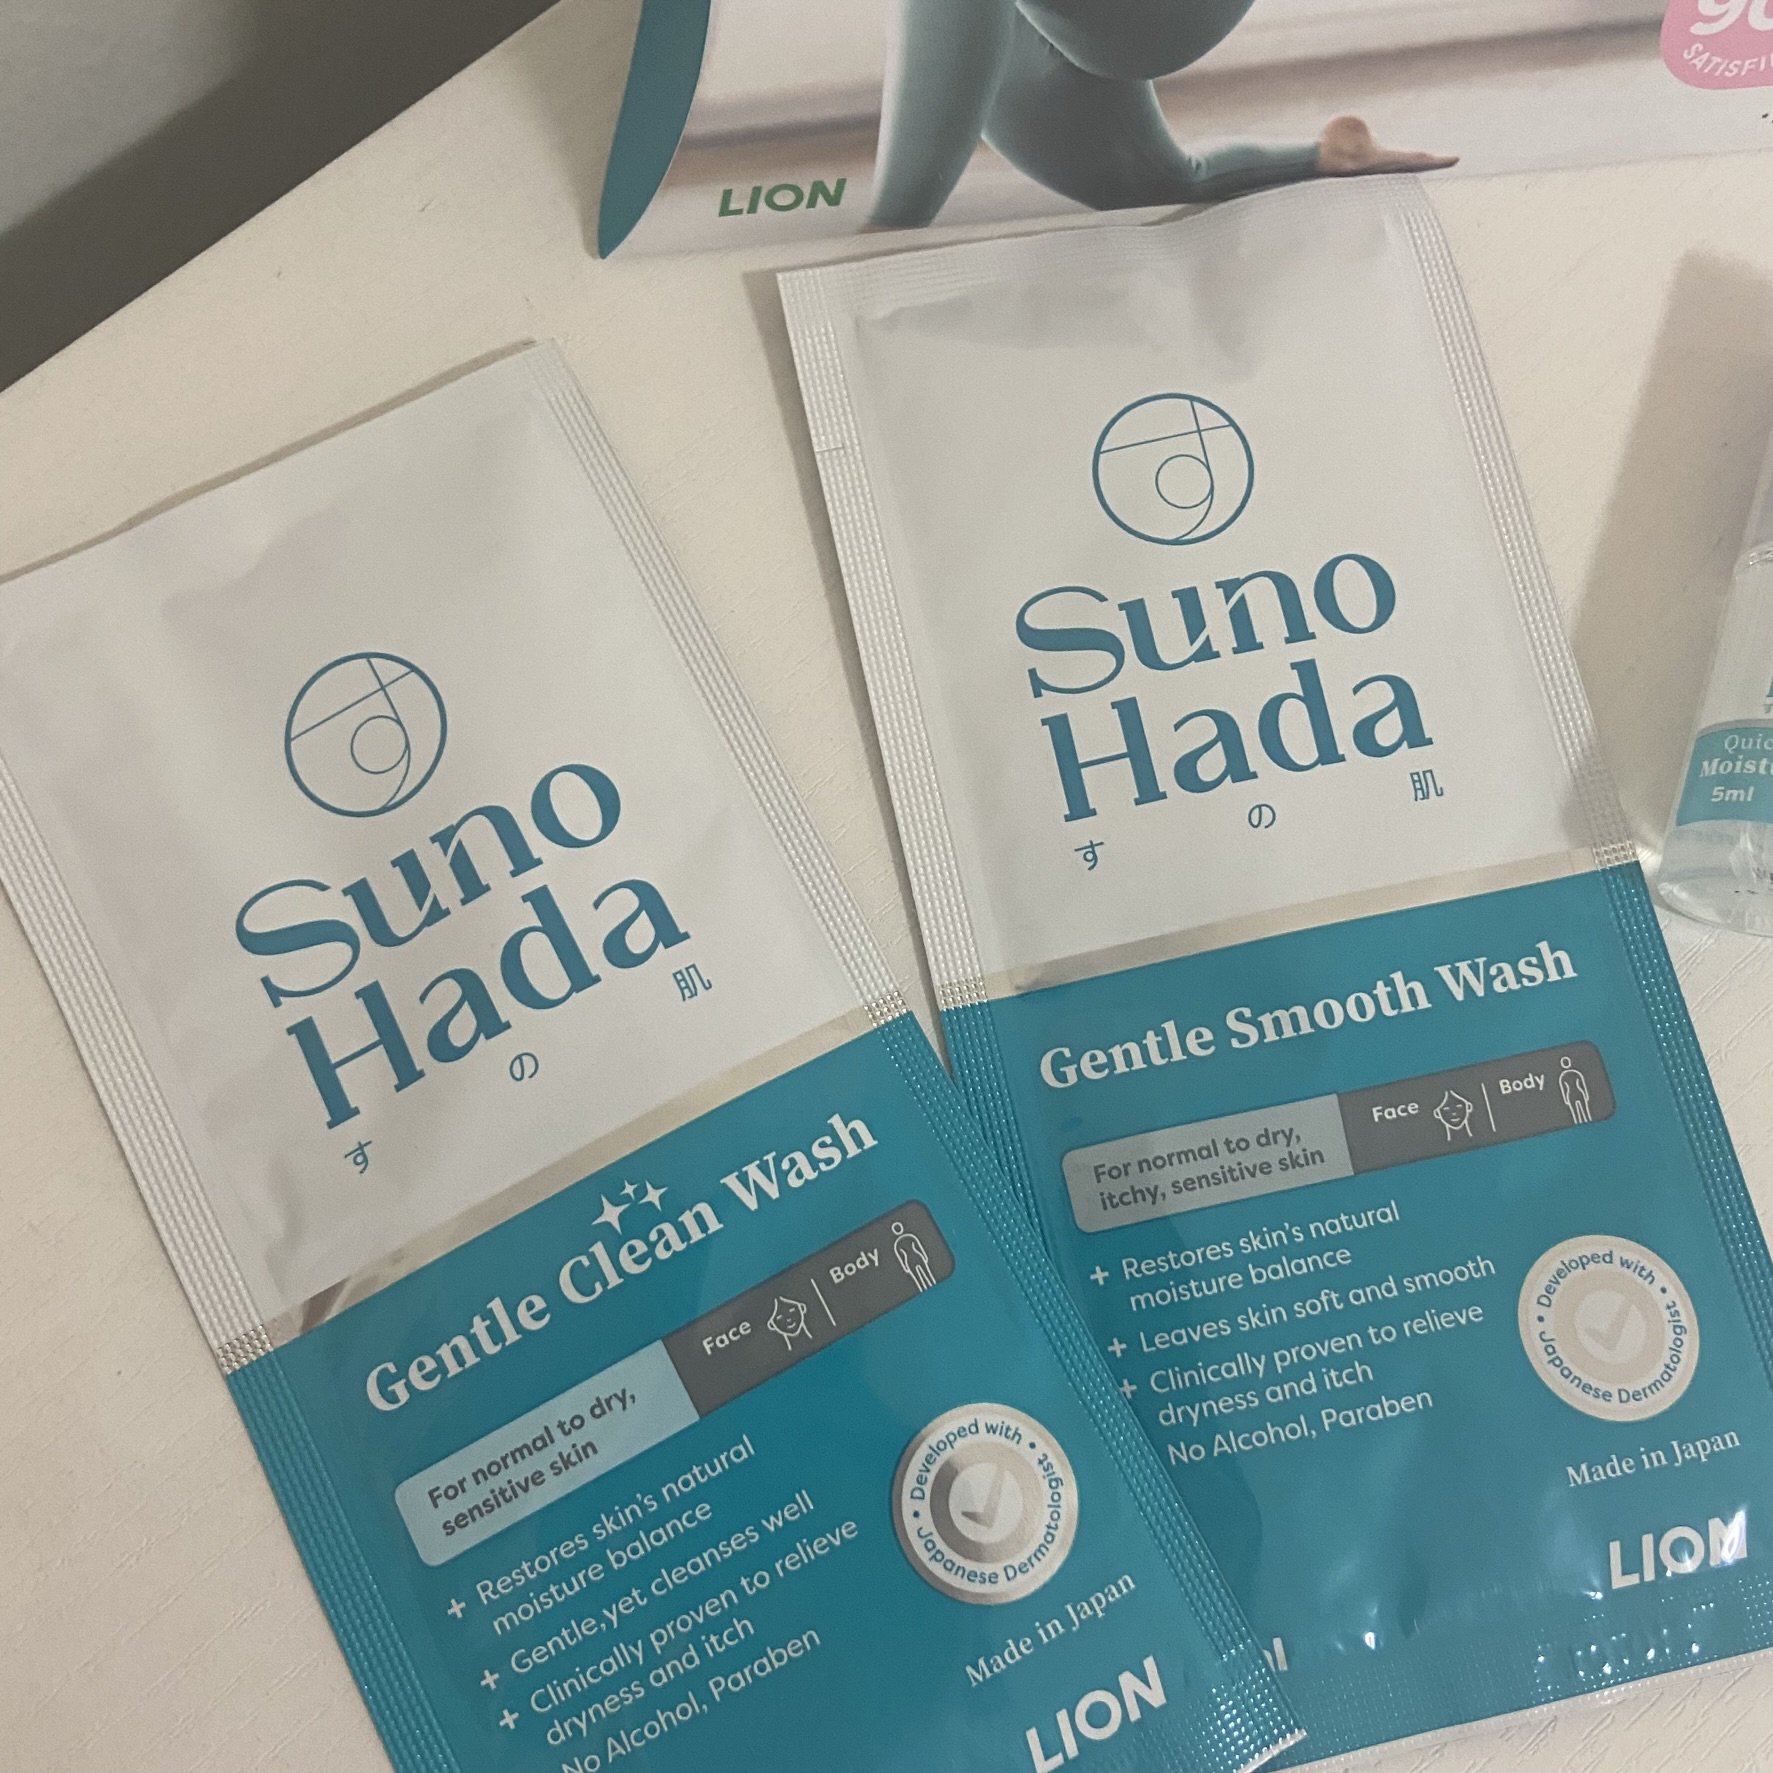 LION
SATISFI
Suno
Hada
す の 肌
Gentle Clean Wash
For normal to dry,
sensitive skin
Face
Body
+ Restores skin's natural
moisture balance
+ Gentle, yet cleanses well
+ Clinically proven to relieve
dryness and itch
No Alcohol, Paraben
• Developed with •
Japanese Dermatologist
Made in Japan
LION
Suno
Hada
す の 肌
Gentle Smooth Wash
For normal to dry,
itchy, sensitive skin
Face
Body
+ Restores skin's natural
moisture balance
+ Leaves skin soft and smooth
+ Clinically proven to relieve
dryness and itch
No Alcohol, Paraben
• Developed with •
Japanese Dermatologist
Made in Japan
LION
Quic
Moist
5ml